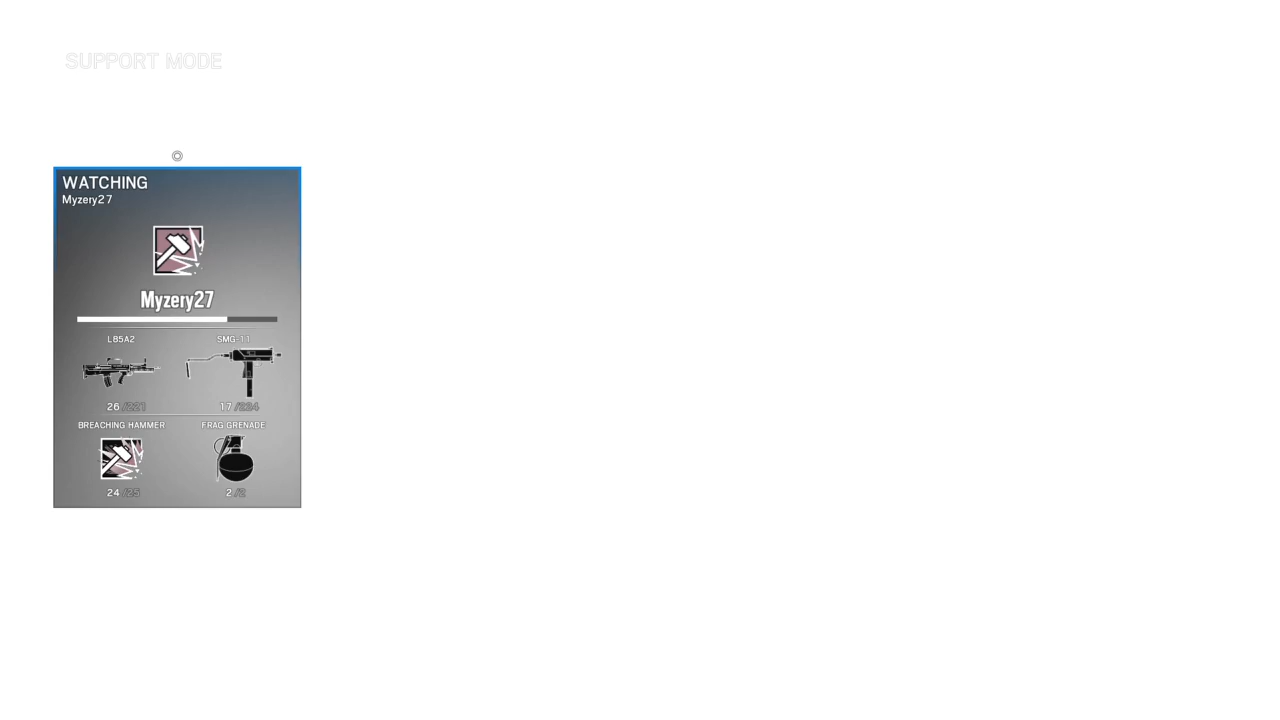 SUPPORT MODE
WATCHING
Myzery27
Myzery27
L85A2 SMG-11
26 /221 17 /234
BREACHING HAMMER FRAG GRENADE
24 /25 2 /2